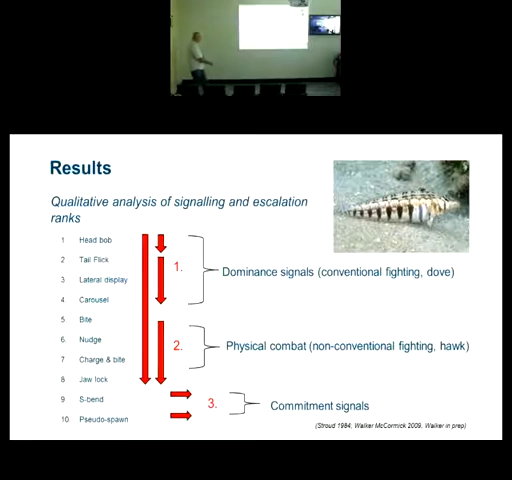 Results
Qualitative analysis of signalling and escalation
ranks
1 Head bob
2 Tail Flick
3 Lateral display
4 Carousel
5 Bite
6 Nudge
7 Charge & bite
8 Jaw lock
9 S-bend
10 Pseudo-spawn
1.
Dominance signals (conventional fighting, dove)
2.
Physical combat (non-conventional fighting, hawk)
3.
Commitment signals
(Stroud 1984; Walker McCormick 2009, Walker in prep)